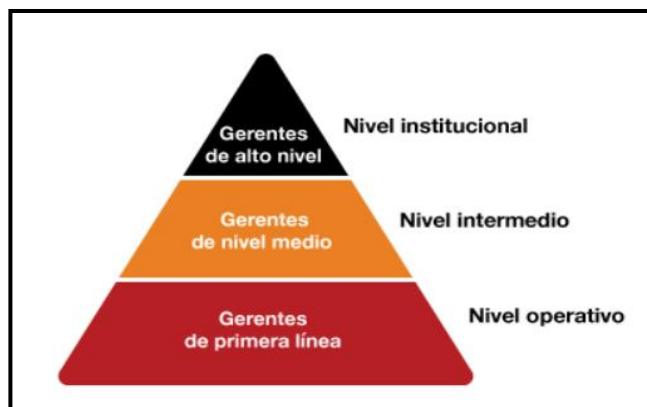 Gerentes
de alto nivel
Nivel institucional
Gerentes
de nivel medio
Nivel intermedio
Gerentes
de primera línea
Nivel operativo